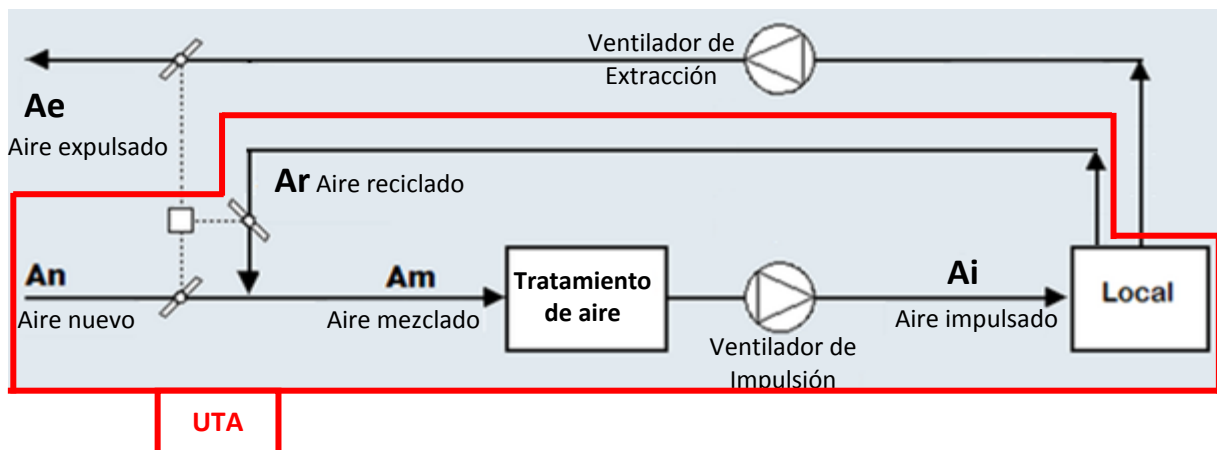 Ventilador de
Extracción
Ae
Aire expulsado
Ar Aire reciclado
An
Aire nuevo
Am
Aire mezclado
Tratamiento
de aire
Ventilador de
Impulsión
Ai
Aire impulsado
Local
UTA